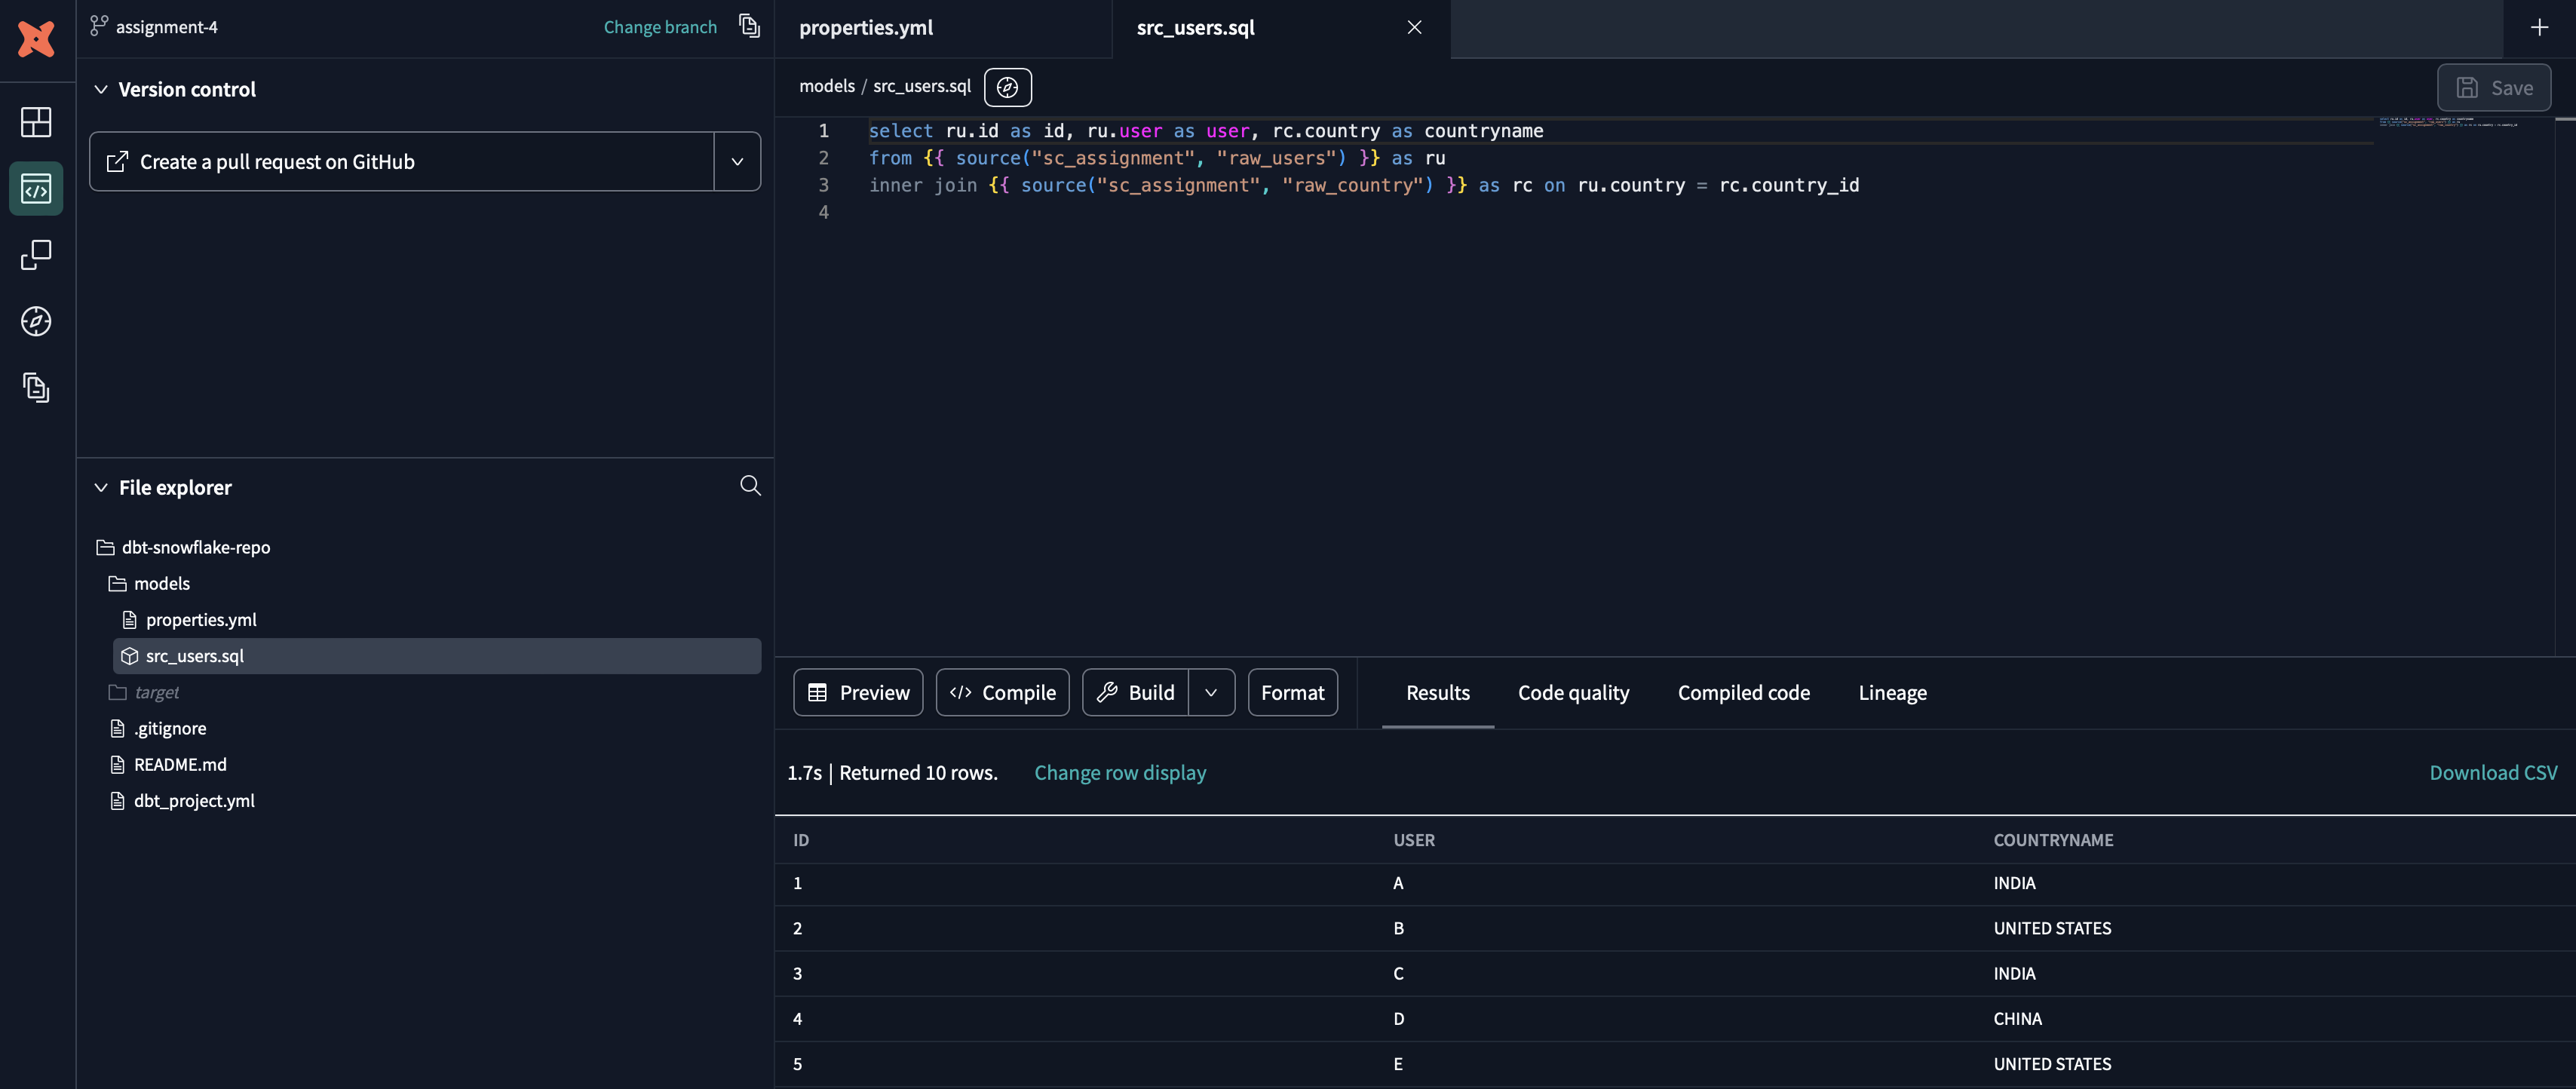 assignment-4
Change branch
Version control
Create a pull request on GitHub
File explorer
dbt-snowflake-repo
models
properties.yml
src_users.sql
target
.gitignore
README.md
dbt_project.yml
properties.yml
src_users.sql
models / src_users.sql
Save
1 select ru.id as id, ru.user as user, rc.country as countryname
2 from {{ source("sc_assignment", "raw_users") }} as ru
3 inner join {{ source("sc_assignment", "raw_country") }} as rc on ru.country = rc.country_id
4
Preview </> Compile Build Format Results Code quality Compiled code Lineage
1.7s | Returned 10 rows. Change row display Download CSV
ID USER COUNTRYNAME
1 A INDIA
2 B UNITED STATES
3 C INDIA
4 D CHINA
5 E UNITED STATES